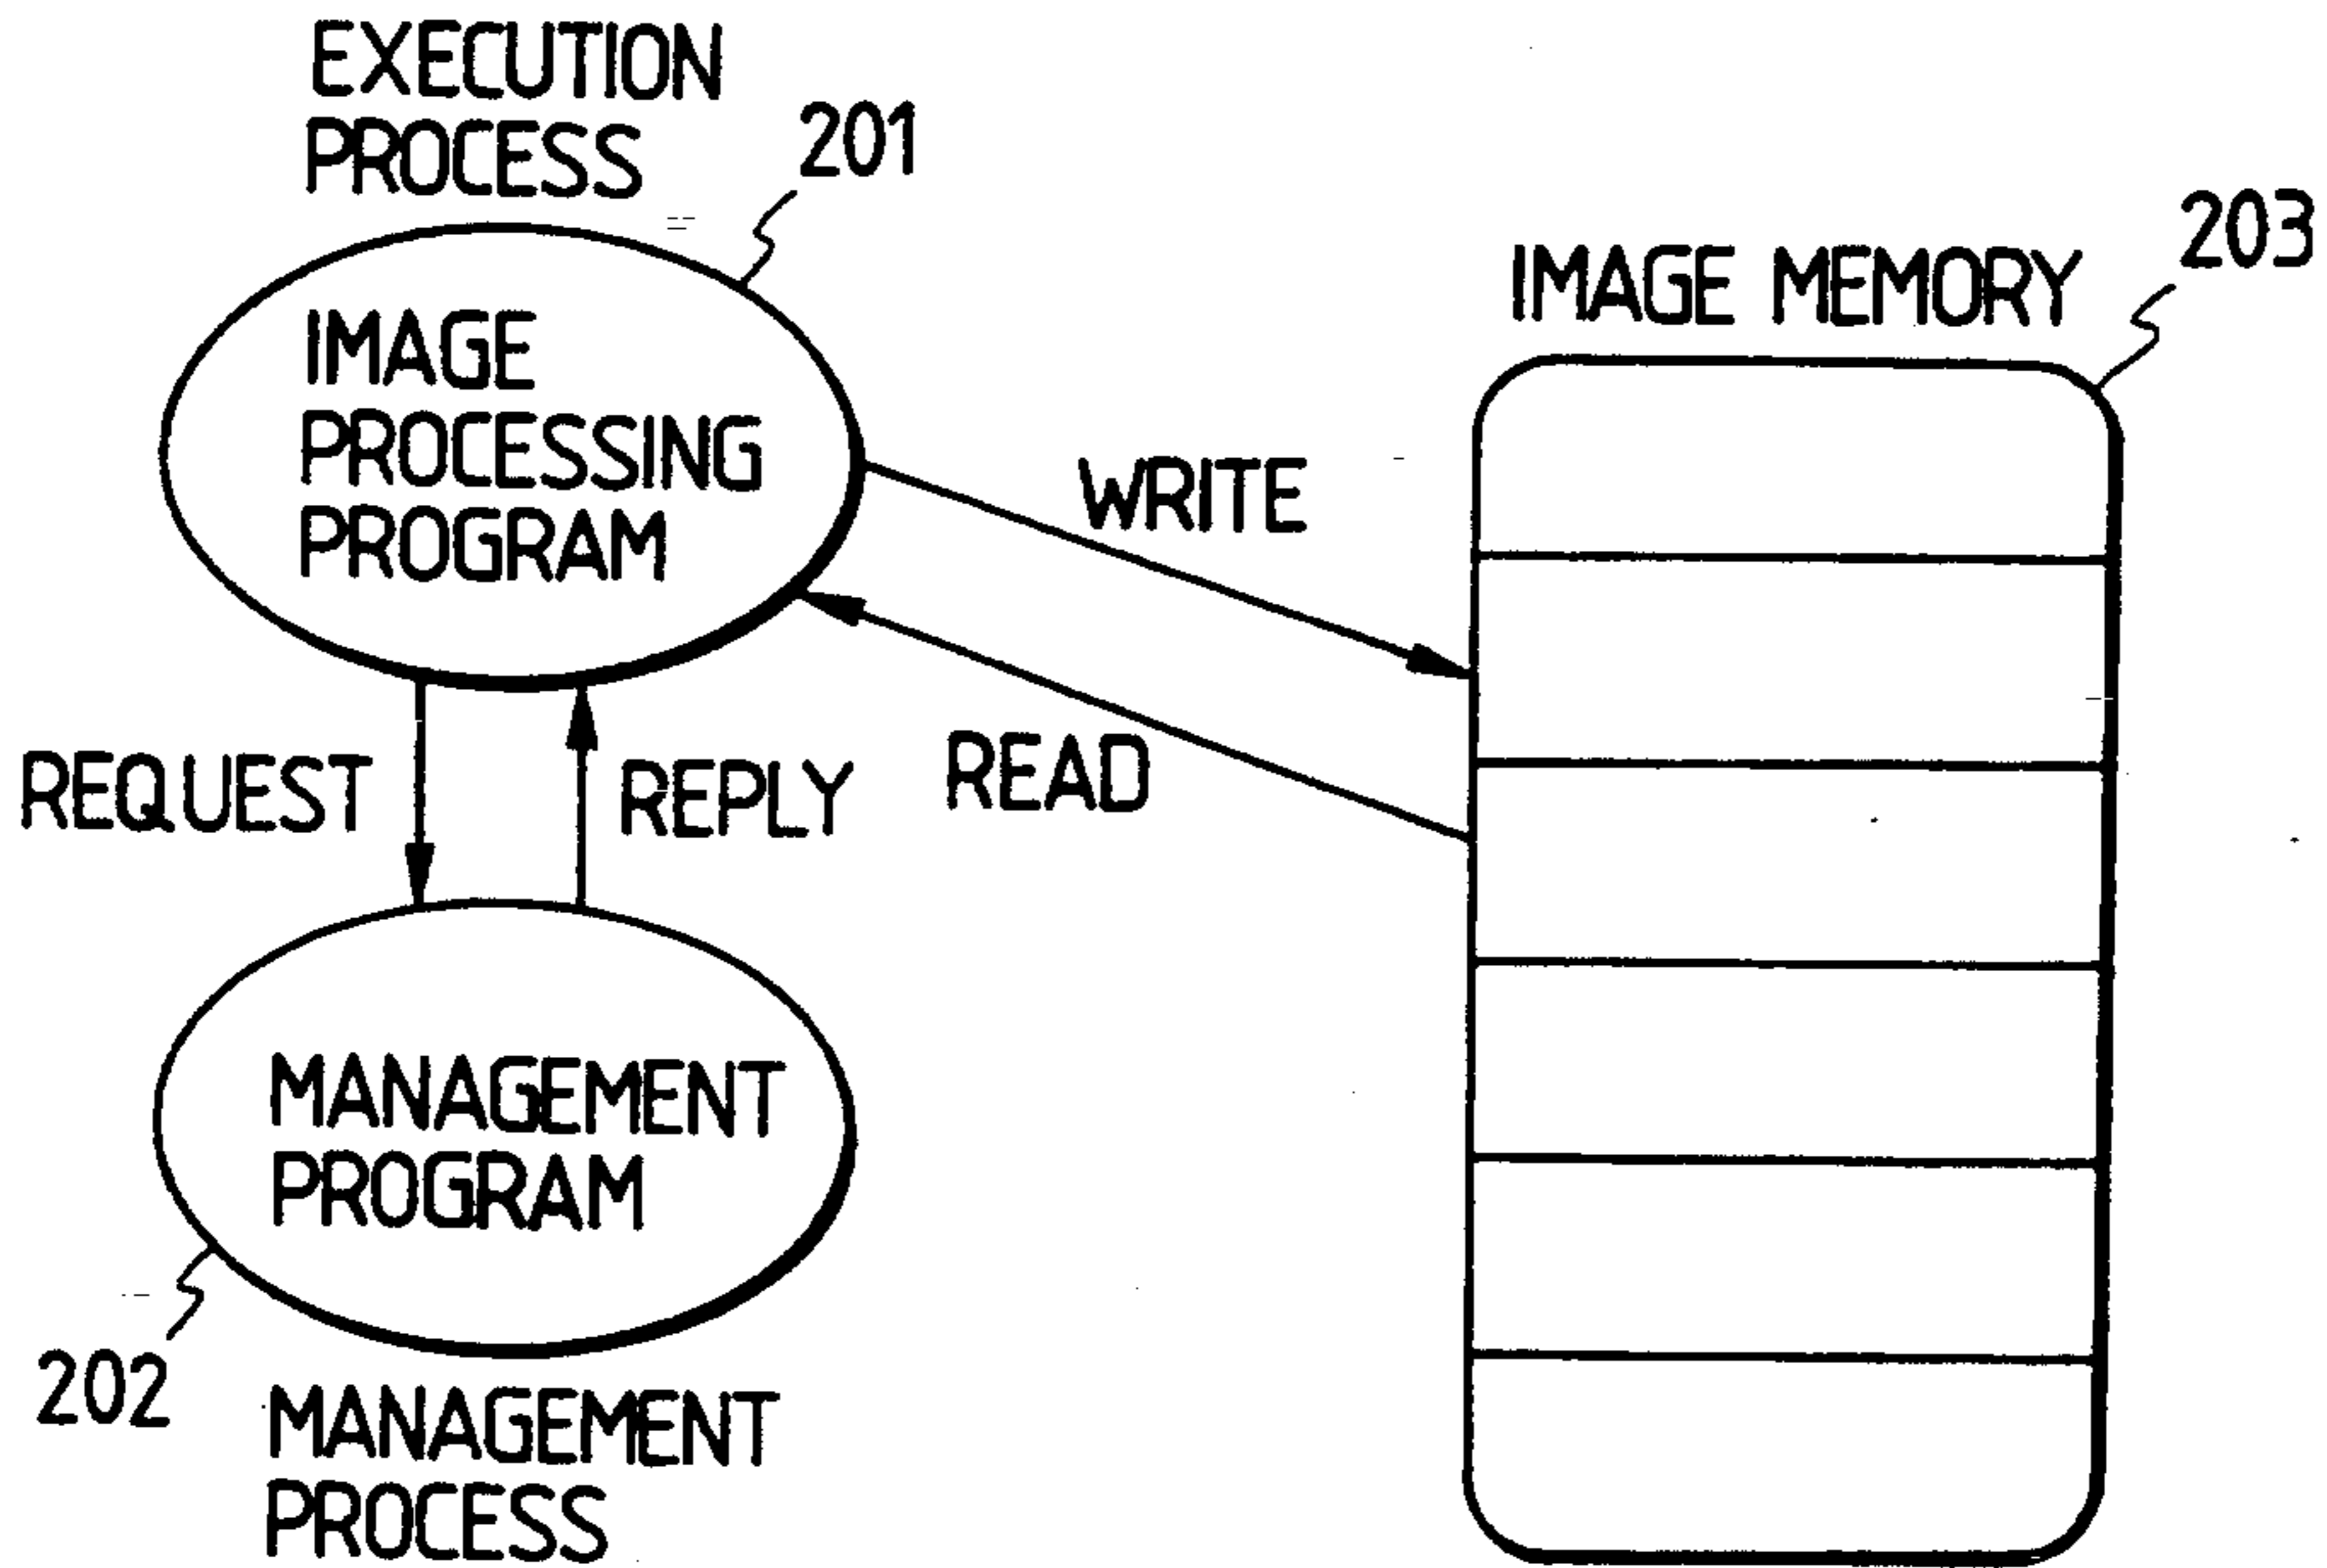 EXECUTION
PROCESS
201
IMAGE
PROCESSING
PROGRAM
IMAGE MEMORY
203
WRITE
READ
REQUEST
REPLY
MANAGEMENT
PROGRAM
202
MANAGEMENT
PROCESS